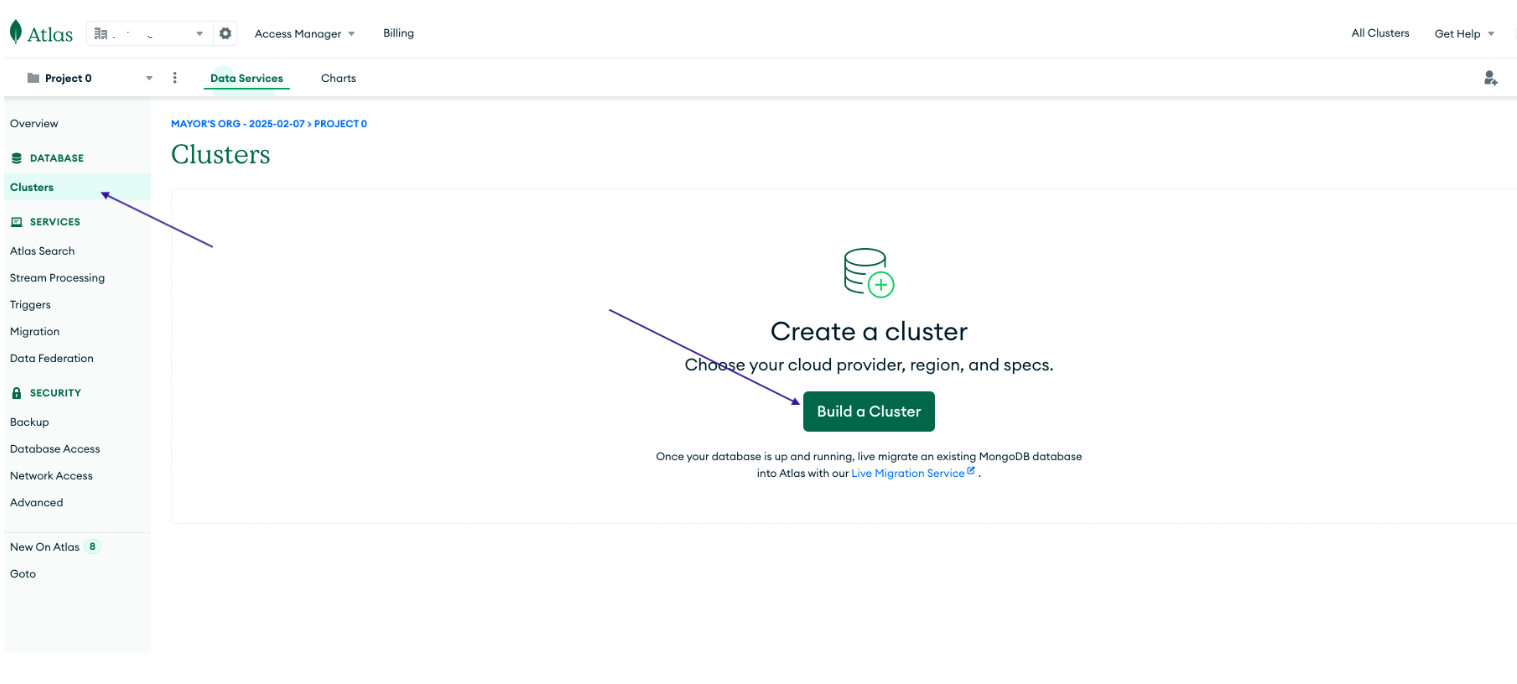 Atlas
Access Manager
Billing
All Clusters
Get Help
Project 0
Data Services
Charts
Overview
DATABASE
Clusters
SERVICES
Atlas Search
Stream Processing
Triggers
Migration
Data Federation
SECURITY
Backup
Database Access
Network Access
Advanced
New On Atlas 8
Goto
MAYOR'S ORG - 2025-02-07 > PROJECT 0
Clusters
Create a cluster
Choose your cloud provider, region, and specs.
Build a Cluster
Once your database is up and running, live migrate an existing MongoDB database
into Atlas with our Live Migration Service .